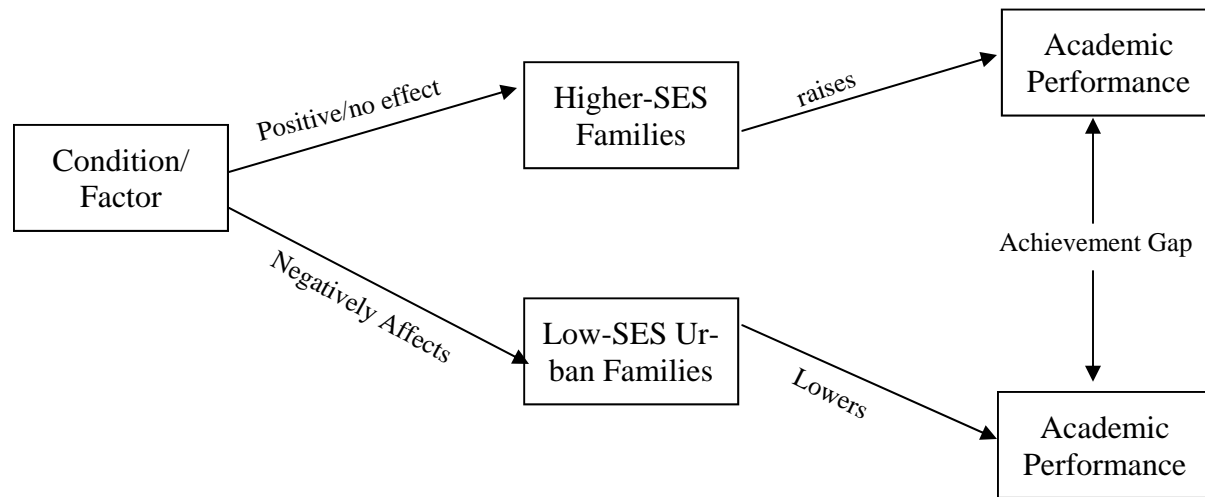 Condition/
Factor
Positive/no effect
Higher-SES
Families
raises
Academic
Performance
Achievement Gap
Negatively Affects
Low-SES Ur-
ban Families
Lowers
Academic
Performance